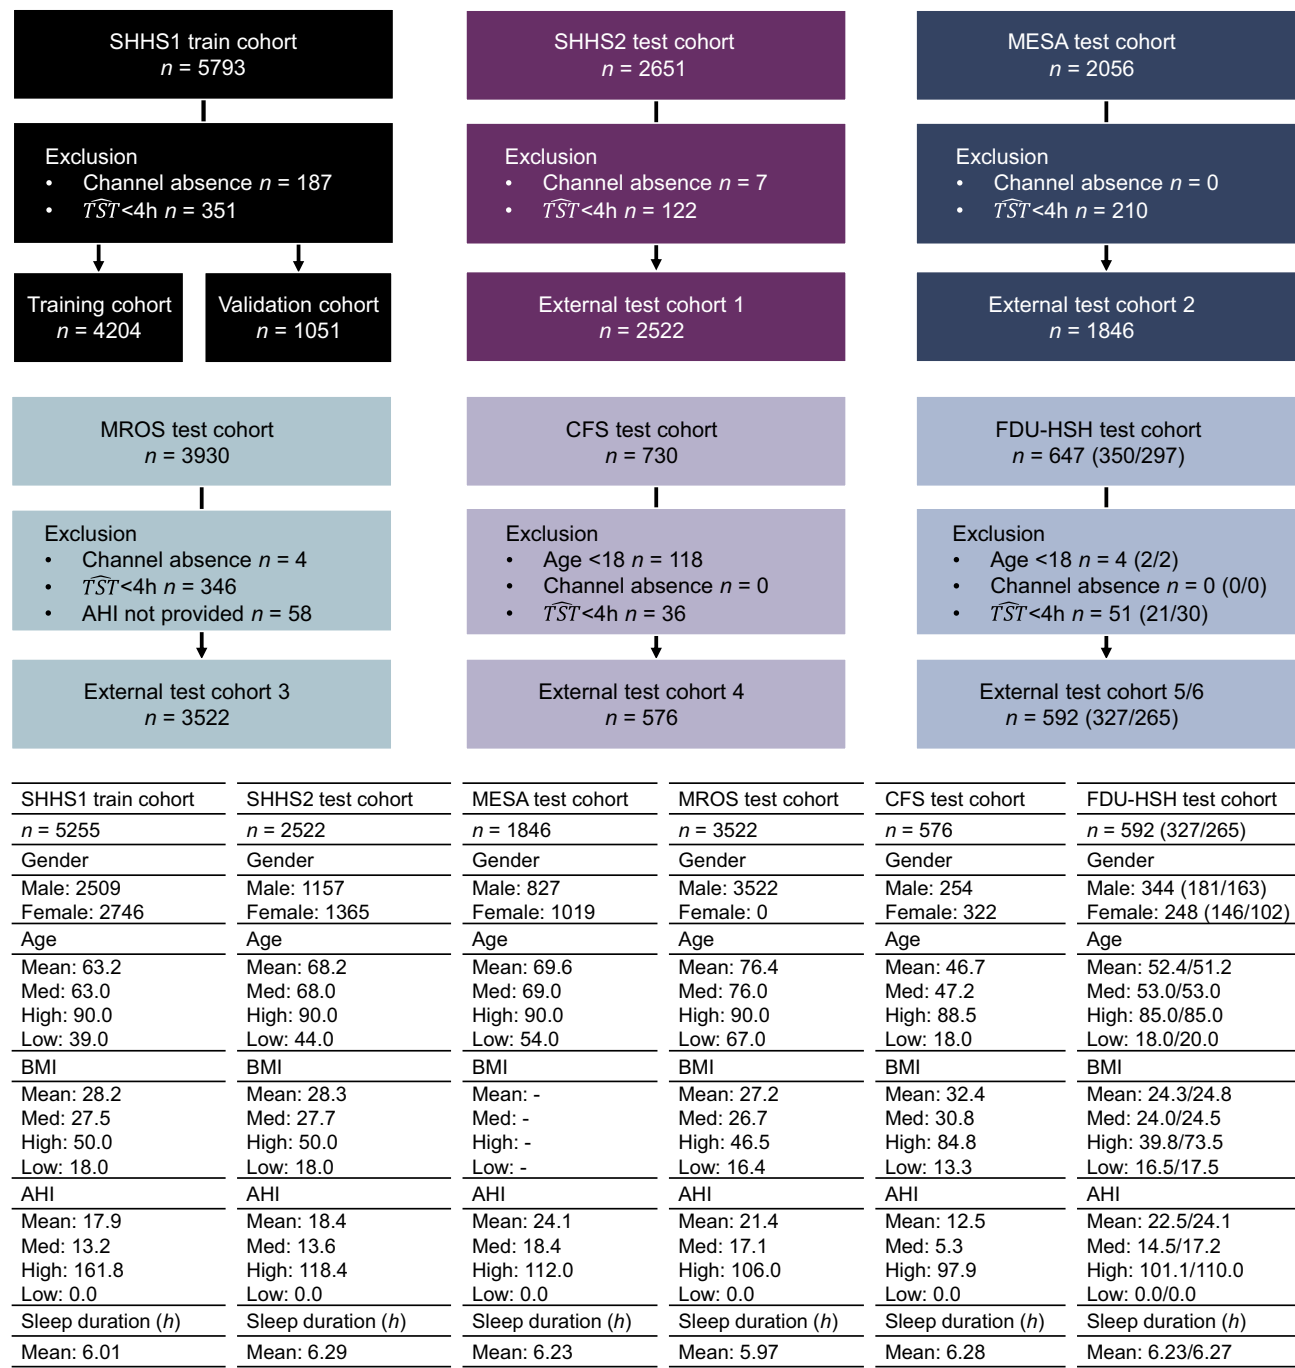 SHHS1 train cohort
n = 5793
Exclusion
• Channel absence n = 187
• \widehat{TST}<4h n = 351
Training cohort
n = 4204
Validation cohort
n = 1051
SHHS2 test cohort
n = 2651
Exclusion
• Channel absence n = 7
• \widehat{TST}<4h n = 122
External test cohort 1
n = 2522
MESA test cohort
n = 2056
Exclusion
• Channel absence n = 0
• \widehat{TST}<4h n = 210
External test cohort 2
n = 1846
MROS test cohort
n = 3930
Exclusion
• Channel absence n = 4
• \widehat{TST}<4h n = 346
• AHI not provided n = 58
External test cohort 3
n = 3522
CFS test cohort
n = 730
Exclusion
• Age <18 n = 118
• Channel absence n = 0
• \widehat{TST}<4h n = 36
External test cohort 4
n = 576
FDU-HSH test cohort
n = 647 (350/297)
Exclusion
• Age <18 n = 4 (2/2)
• Channel absence n = 0 (0/0)
• \widehat{TST}<4h n = 51 (21/30)
External test cohort 5/6
n = 592 (327/265)
SHHS1 train cohort
n = 5255
Gender
Male: 2509
Female: 2746
Age
Mean: 63.2
Med: 63.0
High: 90.0
Low: 39.0
BMI
Mean: 28.2
Med: 27.5
High: 50.0
Low: 18.0
AHI
Mean: 17.9
Med: 13.2
High: 161.8
Low: 0.0
Sleep duration (h)
Mean: 6.01
SHHS2 test cohort
n = 2522
Gender
Male: 1157
Female: 1365
Age
Mean: 68.2
Med: 68.0
High: 90.0
Low: 44.0
BMI
Mean: 28.3
Med: 27.7
High: 50.0
Low: 18.0
AHI
Mean: 18.4
Med: 13.6
High: 118.4
Low: 0.0
Sleep duration (h)
Mean: 6.29
MESA test cohort
n = 1846
Gender
Male: 827
Female: 1019
Age
Mean: 69.6
Med: 69.0
High: 90.0
Low: 54.0
BMI
Mean: -
Med: -
High: -
Low: -
AHI
Mean: 24.1
Med: 18.4
High: 112.0
Low: 0.0
Sleep duration (h)
Mean: 6.23
MROS test cohort
n = 3522
Gender
Male: 3522
Female: 0
Age
Mean: 76.4
Med: 76.0
High: 90.0
Low: 67.0
BMI
Mean: 27.2
Med: 26.7
High: 46.5
Low: 16.4
AHI
Mean: 21.4
Med: 17.1
High: 106.0
Low: 0.0
Sleep duration (h)
Mean: 5.97
CFS test cohort
n = 576
Gender
Male: 254
Female: 322
Age
Mean: 46.7
Med: 47.2
High: 88.5
Low: 18.0
BMI
Mean: 32.4
Med: 30.8
High: 84.8
Low: 13.3
AHI
Mean: 12.5
Med: 5.3
High: 97.9
Low: 0.0
Sleep duration (h)
Mean: 6.28
FDU-HSH test cohort
n = 592 (327/265)
Gender
Male: 344 (181/163)
Female: 248 (146/102)
Age
Mean: 52.4/51.2
Med: 53.0/53.0
High: 85.0/85.0
Low: 18.0/20.0
BMI
Mean: 24.3/24.8
Med: 24.0/24.5
High: 39.8/73.5
Low: 16.5/17.5
AHI
Mean: 22.5/24.1
Med: 14.5/17.2
High: 101.1/110.0
Low: 0.0/0.0
Sleep duration (h)
Mean: 6.23/6.27